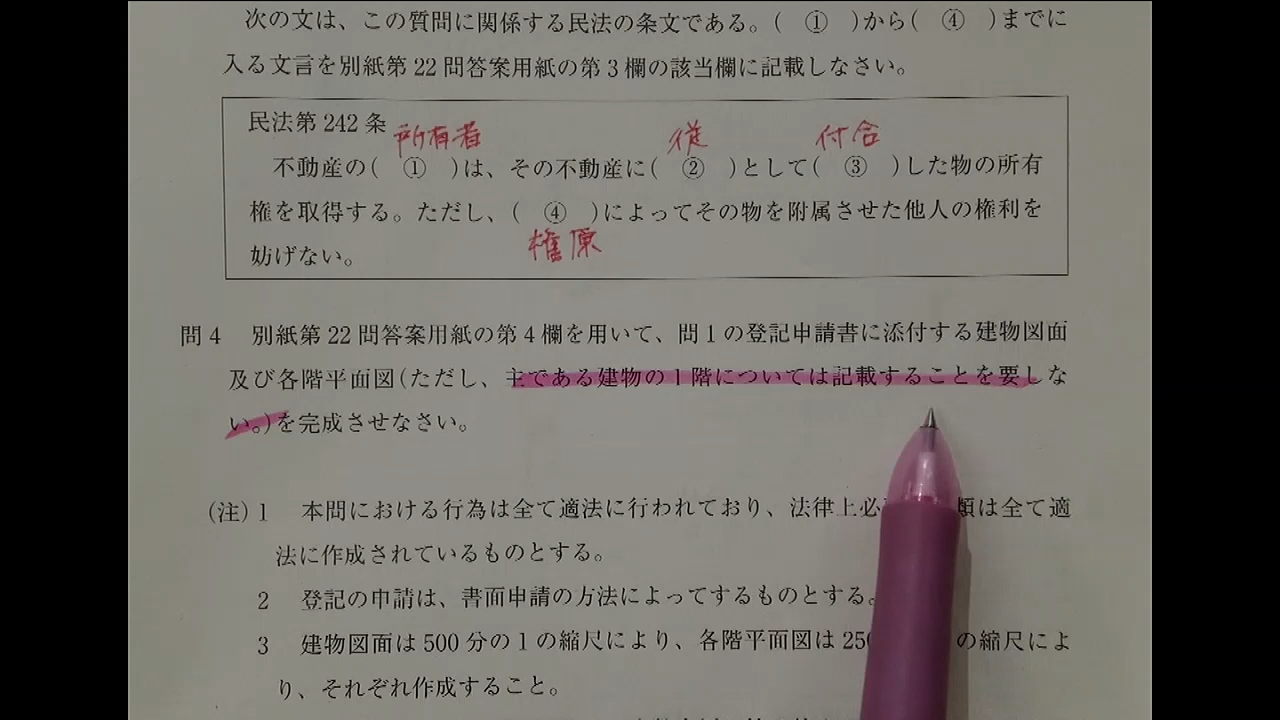 次の文は、この質問に関係する民法の条文である。( ① )から( ④ )までに
入る文言を別紙第22問答案用紙の第3欄の該当欄に記載しなさい。
民法第242条
所有者 従 付合
不動産の( ① )は、その不動産に( ② )として( ③ )した物の所有
権を取得する。ただし、( ④ )によってその物を附属させた他人の権利を
権原
妨げない。
問4 別紙第22問答案用紙の第4欄を用いて、問1の登記申請書に添付する建物図面
及び各階平面図(ただし、主である建物の1階については記載することを要しな
い。)を完成させなさい。
(注)1 本問における行為は全て適法に行われており、法律上必 類は全て適
法に作成されているものとする。
2 登記の申請は、書面申請の方法によってするものとする。
3 建物図面は500分の1の縮尺により、各階平面図は250 の縮尺によ
り、それぞれ作成すること。